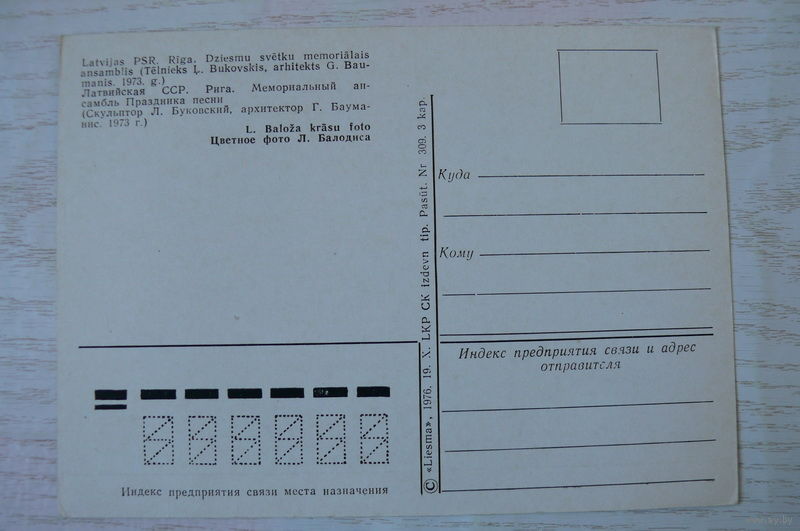 Latvijas PSR. Rīga. Dziesmu svētku memoriālais
ansamblis (Tēlnieks Ļ. Bukovskis, arhitekts G. Bau-
manis. 1973. g.)
Латвийская ССР. Рига. Мемориальный ан-
самбль Праздника песни
(Скульптор Л. Буковский, архитектор Г. Баума-
нис. 1973 г.)
L. Baloža krāsu foto
Цветное фото Л. Балодиса
© «Liesma», 1976. 19. X. LKP CK izdevn. tip. Pasūt. Nr 309. 3 kap.
Куда
Кому
Индекс предприятия связи и адрес
отправителя
Индекс предприятия связи места назначения